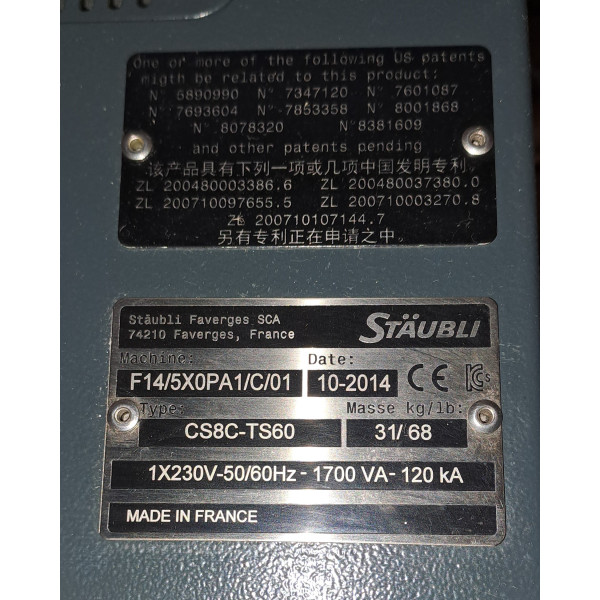 One or more of the following US patents
migth be related to this product:
N° 5890990 N° 7347120 N° 7601087
N° 7693604 N° 7853358 N° 8001868
N° 8078320 N° 8381609
and other patents pending
该产品具有下列一项或几项中国发明专利。
ZL 200480003386.6 ZL 200480037380.0
ZL 200710097655.5 ZL 200710003270.8
ZL 200710107144.7
另有专利正在申请之中。
Stäubli Faverges SCA
74210 Faverges, France
STÄUBLI
Machine: Date:
F14/5X0PA1/C/01 10-2014 CE KCs
Type: Masse kg/lb:
CS8C-TS60 31/ 68
1X230V-50/60Hz - 1700 VA- 120 kA
MADE IN FRANCE